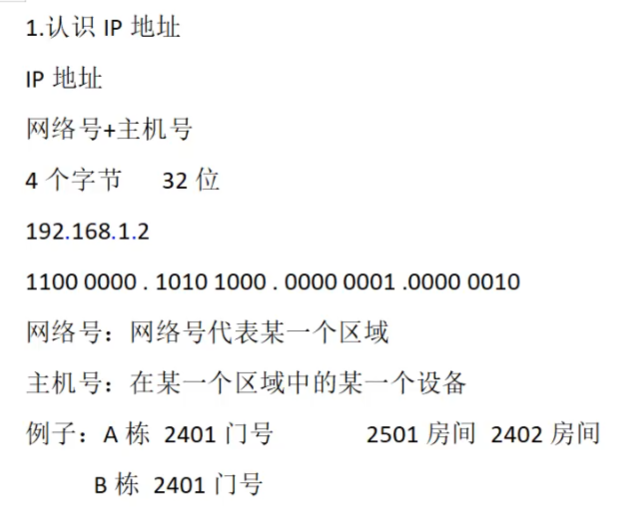 1.认识 IP 地址
IP 地址
网络号+主机号
4 个字节 32 位
192.168.1.2
1100 0000 . 1010 1000 . 0000 0001 .0000 0010
网络号：网络号代表某一个区域
主机号：在某一个区域中的某一个设备
例子：A 栋 2401 门号 2501 房间 2402 房间
B 栋 2401 门号